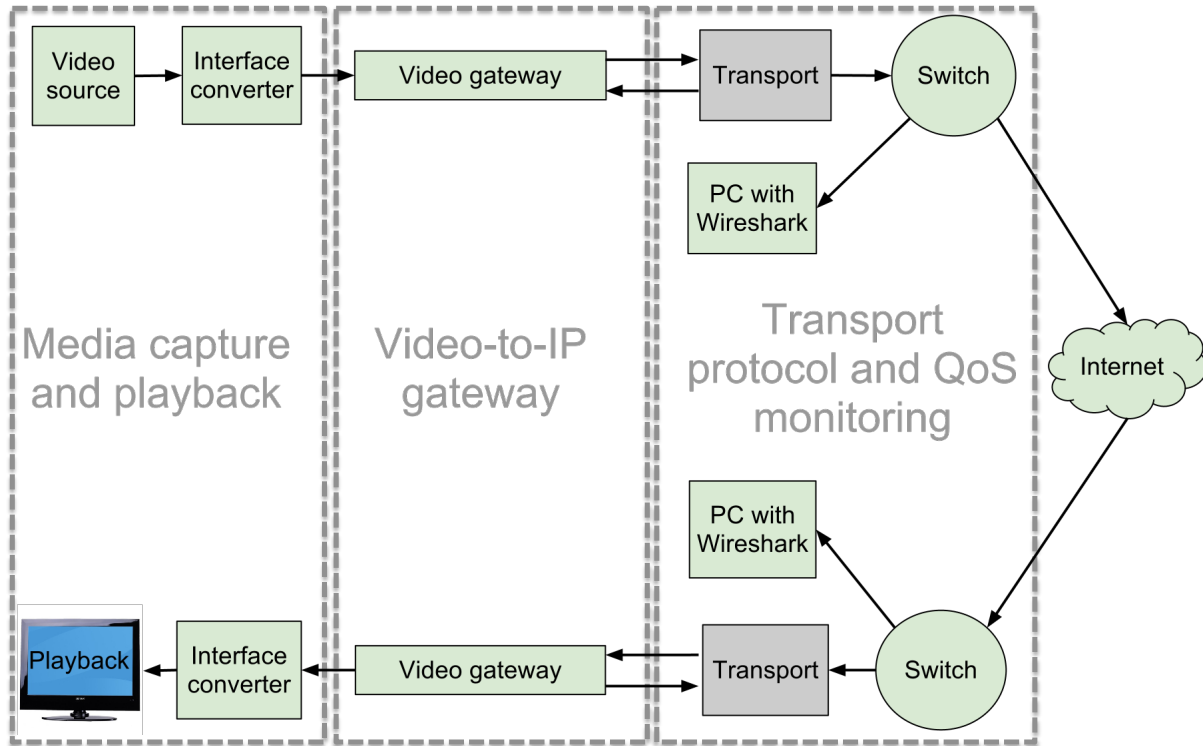 Video
source
Interface
converter
Video gateway
Transport
Switch
PC with
Wireshark
Media capture
and playback
Video-to-IP
gateway
Transport
protocol and QoS
monitoring
Internet
PC with
Wireshark
Playback
Interface
converter
Video gateway
Transport
Switch